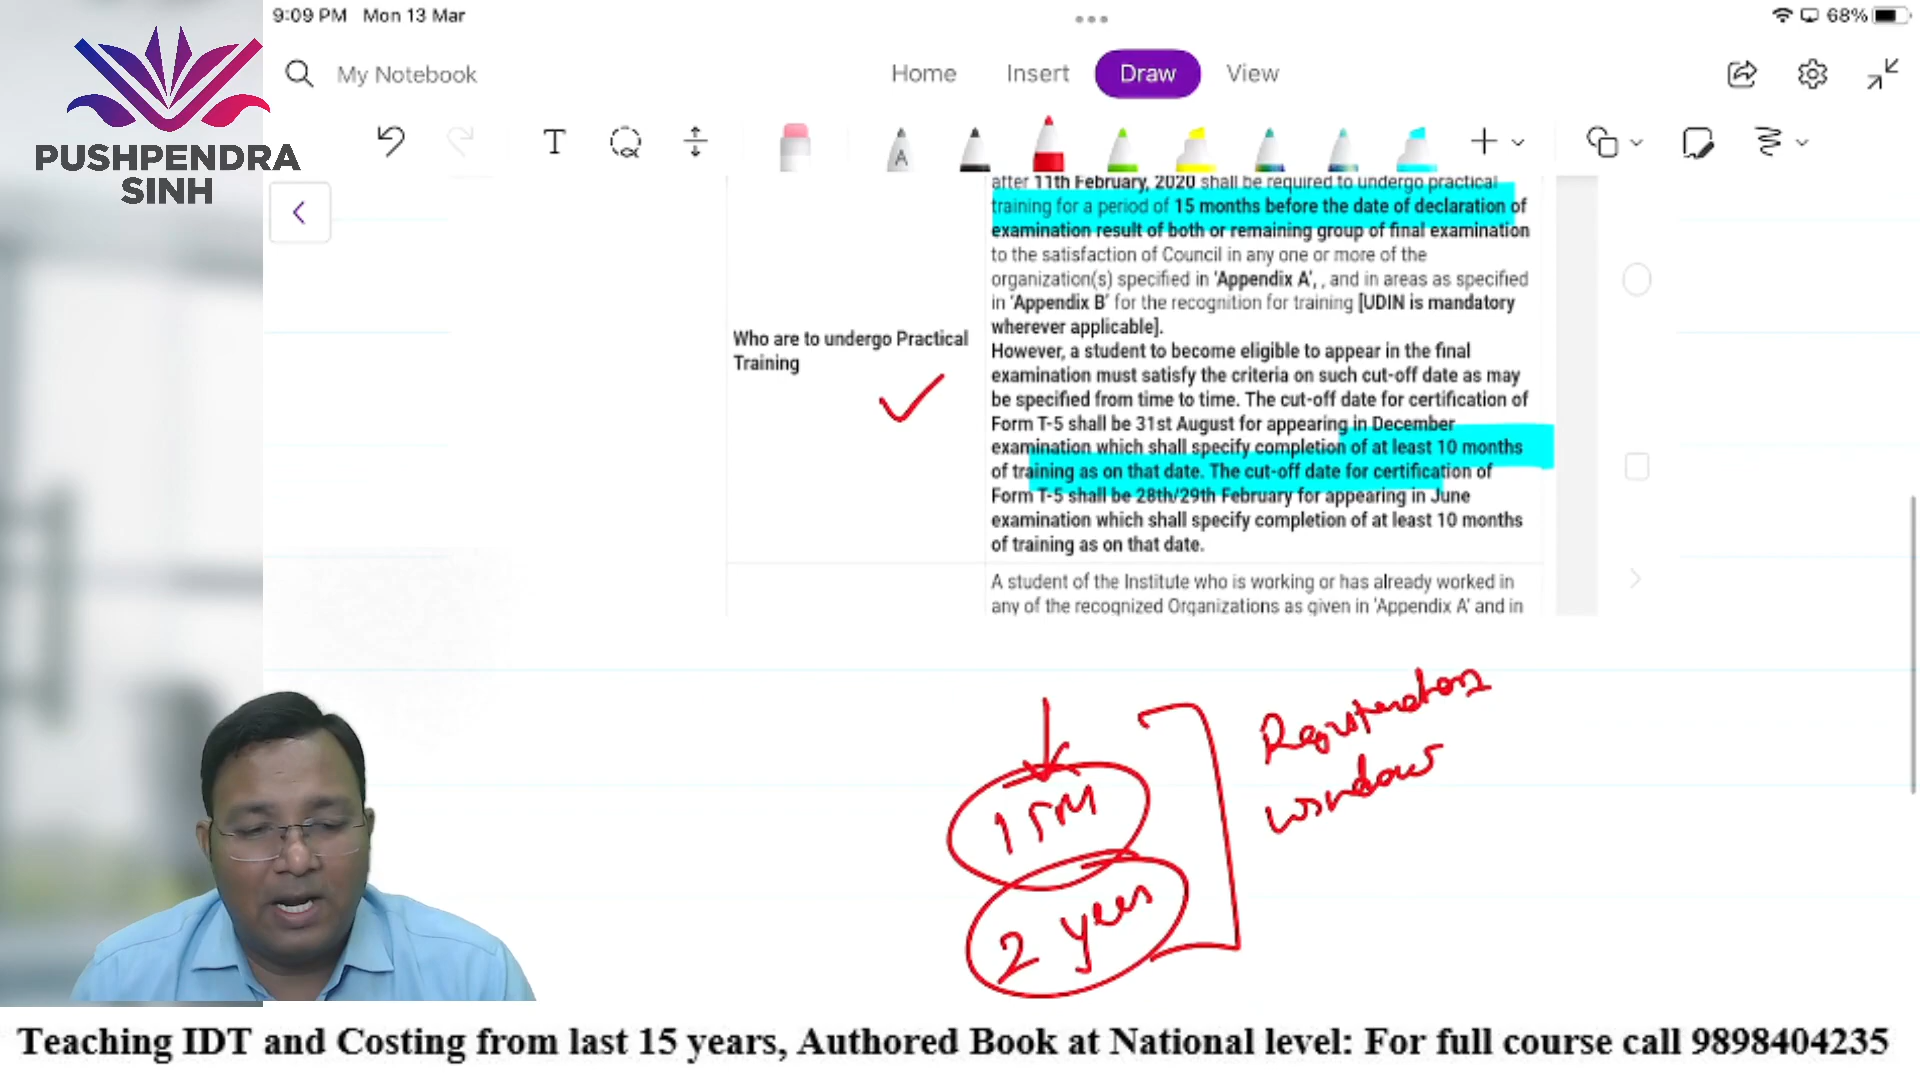 9:09 PM Mon 13 Mar
68%
PUSHPENDRA
SINH
My Notebook
Home Insert Draw View
T
A
after 11th February, 2020 shall be required to undergo practical
training for a period of 15 months before the date of declaration of
examination result of both or remaining group of final examination
to the satisfaction of Council in any one or more of the
organization(s) specified in 'Appendix A', , and in areas as specified
in 'Appendix B' for the recognition for training [UDIN is mandatory
wherever applicable].
Who are to undergo Practical
Training
However, a student to become eligible to appear in the final
examination must satisfy the criteria on such cut-off date as may
be specified from time to time. The cut-off date for certification of
Form T-5 shall be 31st August for appearing in December
examination which shall specify completion of at least 10 months
of training as on that date. The cut-off date for certification of
Form T-5 shall be 28th/29th February for appearing in June
examination which shall specify completion of at least 10 months
of training as on that date.
A student of the Institute who is working or has already worked in
any of the recognized Organizations as given in 'Appendix A' and in
Registration
window
15M
2 years
Teaching IDT and Costing from last 15 years, Authored Book at National level: For full course call 9898404235